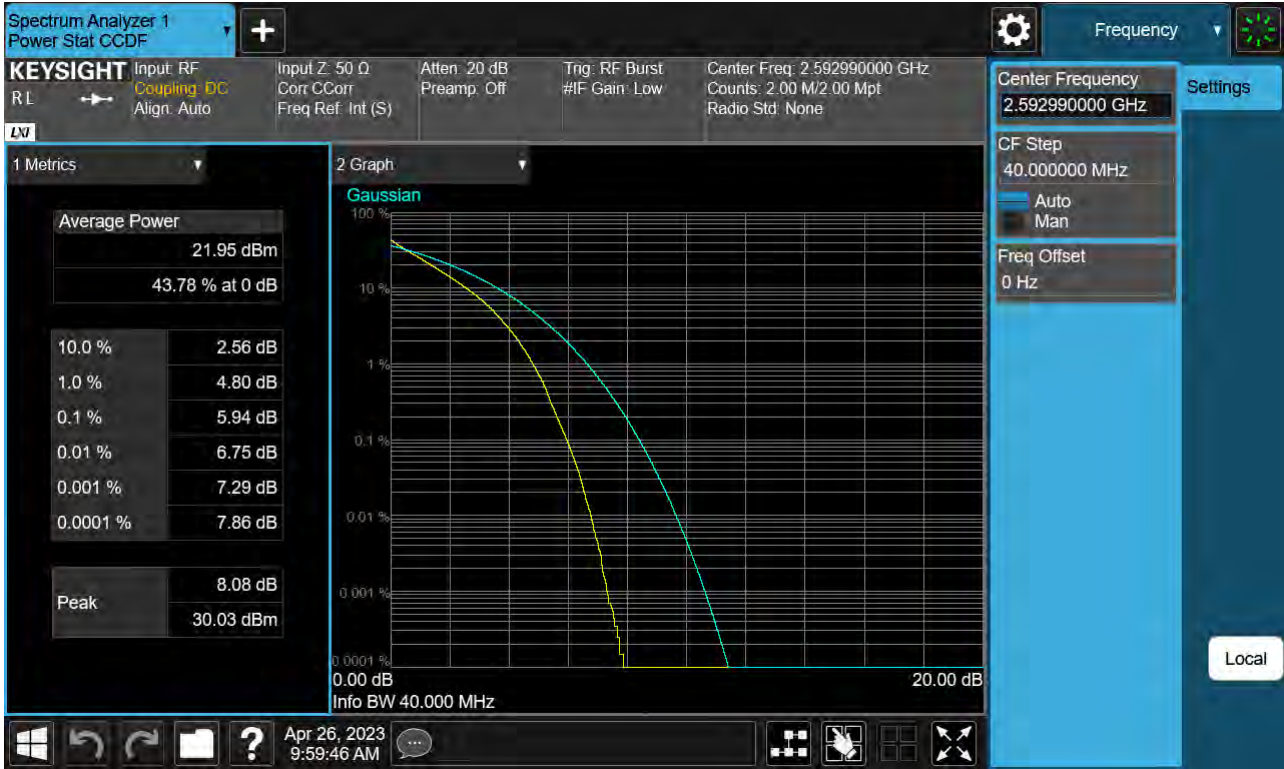 Spectrum Analyzer 1
Power Stat CCDF
Frequency
KEYSIGHT
Input: RF
Input Z: 50 Ω
Atten: 20 dB
Trig: RF Burst
Center Freq: 2.592990000 GHz
RL
Coupling: DC
Corr CCorr
Preamp: Off
#IF Gain: Low
Counts: 2.00 M/2.00 Mpt
Align: Auto
Freq Ref: Int (S)
Radio Std: None
LXI
Center Frequency
2.592990000 GHz
Settings
CF Step
40.000000 MHz
Auto
Man
Freq Offset
0 Hz
1 Metrics
Average Power
21.95 dBm
43.78 % at 0 dB
10.0 % 2.56 dB
1.0 % 4.80 dB
0.1 % 5.94 dB
0.01 % 6.75 dB
0.001 % 7.29 dB
0.0001 % 7.86 dB
Peak
8.08 dB
30.03 dBm
2 Graph
Gaussian
100 %
10 %
1 %
0.1 %
0.01 %
0.001 %
0.0001 %
0.00 dB 20.00 dB
Info BW 40.000 MHz
Local
?
Apr 26, 2023
9:59:46 AM